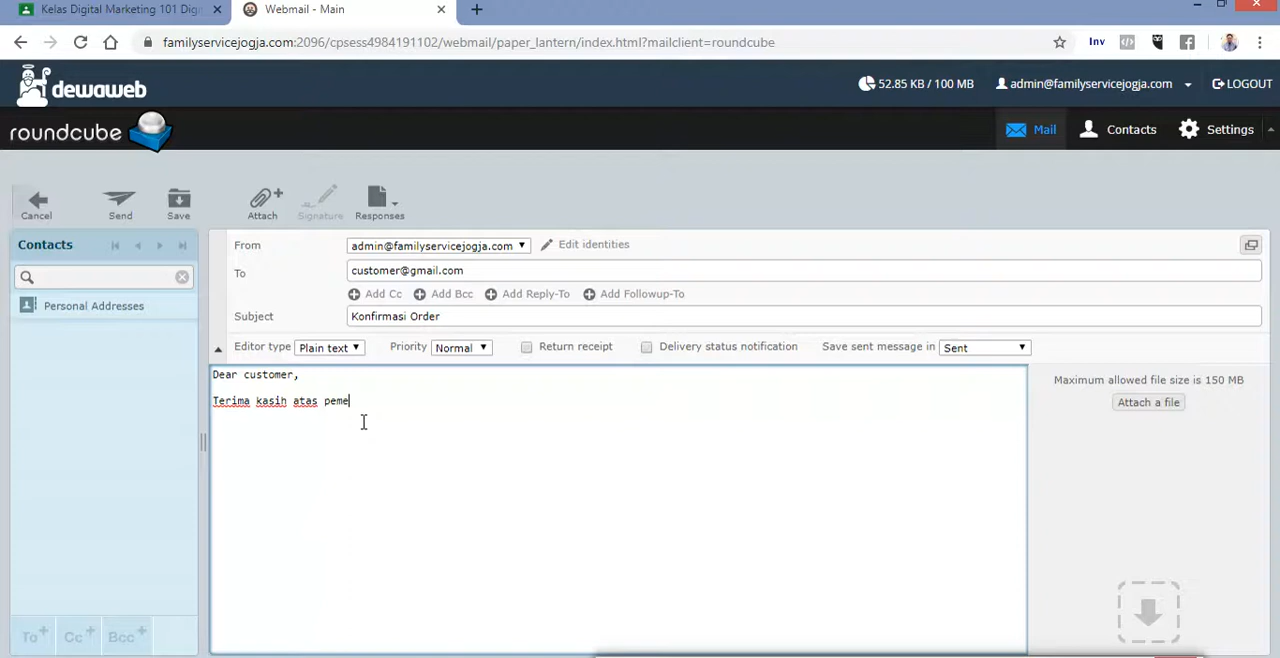 Kelas Digital Marketing 101 Digi
Webmail - Main
familyservicejogja.com:2096/cpsess4984191102/webmail/paper_lantern/index.html?mailclient=roundcube
Inv
dewaweb
52.85 KB / 100 MB
admin@familyservicejogja.com
LOGOUT
roundcube
Mail
Contacts
Settings
Cancel
Send
Save
Attach
Signature
Responses
Contacts
Personal Addresses
From
admin@familyservicejogja.com
Edit identities
To
customer@gmail.com
Add Cc
Add Bcc
Add Reply-To
Add Followup-To
Subject
Konfirmasi Order
Editor type
Plain text
Priority
Normal
Return receipt
Delivery status notification
Save sent message in
Sent
Dear customer,
Terima kasih atas peme
Maximum allowed file size is 150 MB
Attach a file
To+
Cc+
Bcc+